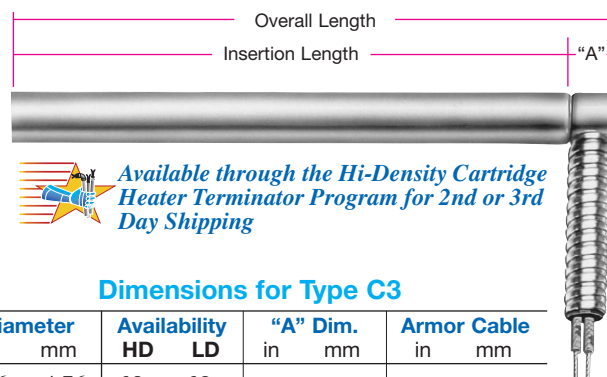 Overall Length
Insertion Length
"A"
Available through the Hi-Density Cartridge
Heater Terminator Program for 2nd or 3rd
Day Shipping
Dimensions for Type C3
Availability "A" Dim. Armor Cable
mm HD LD in mm in mm